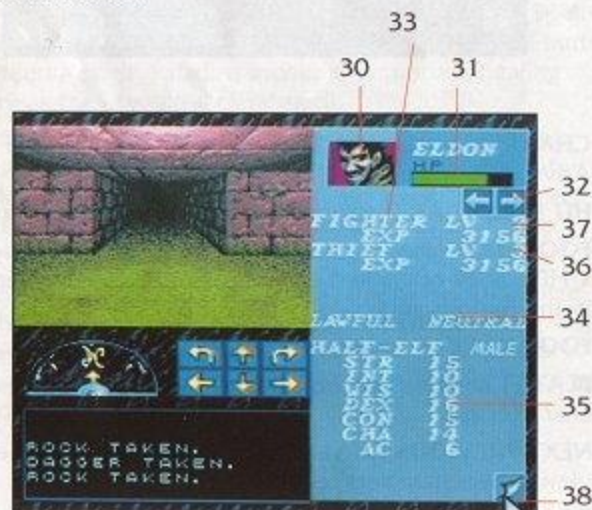 33
30 31
ELDON
HP
32
FIGHTER LV
37
EXP 3156
THIEF LV
36
EXP 3156
LAWFUL NEUTRAL
34
HALF-ELF MALE
STR 15
INT 10
WIS 10
DEX
35
CON 15
CHA 14
AC 6
N
ROCK TAKEN.
DAGGER TAKEN.
ROCK TAKEN.
38